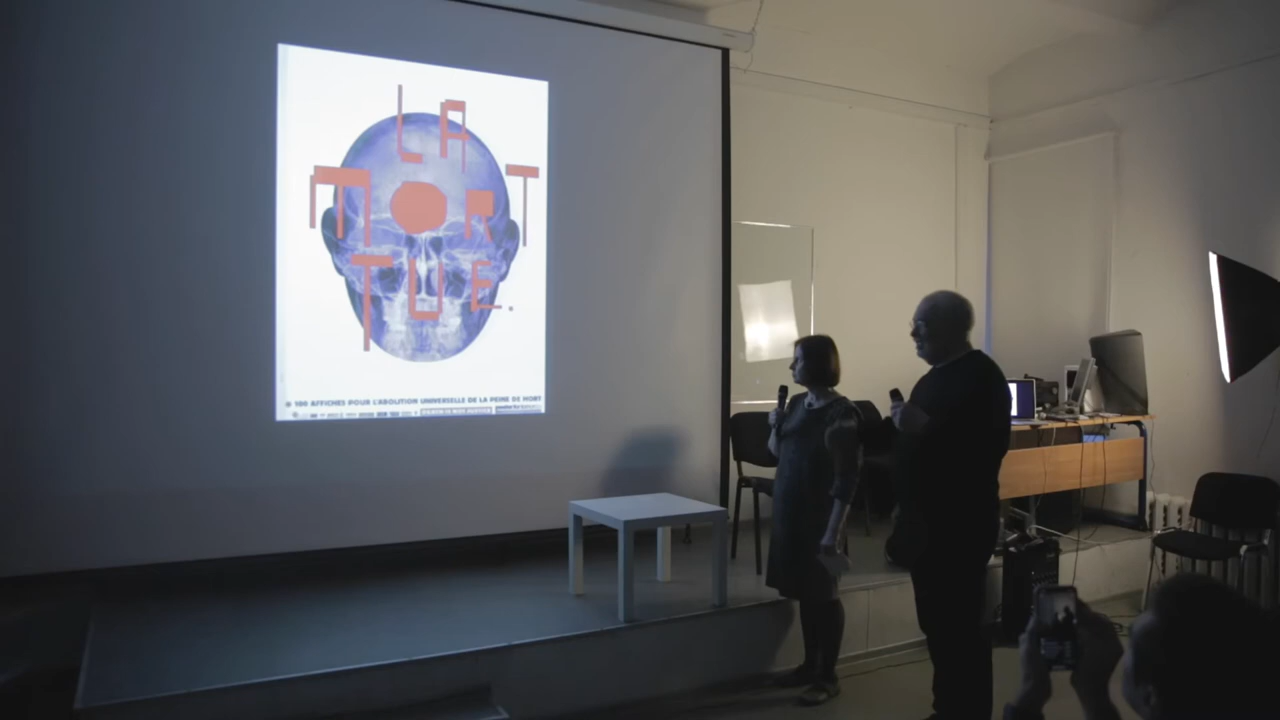 LA
MORT
TUE.
100 AFFICHES POUR L'ABOLITION UNIVERSELLE DE LA PEINE DE MORT